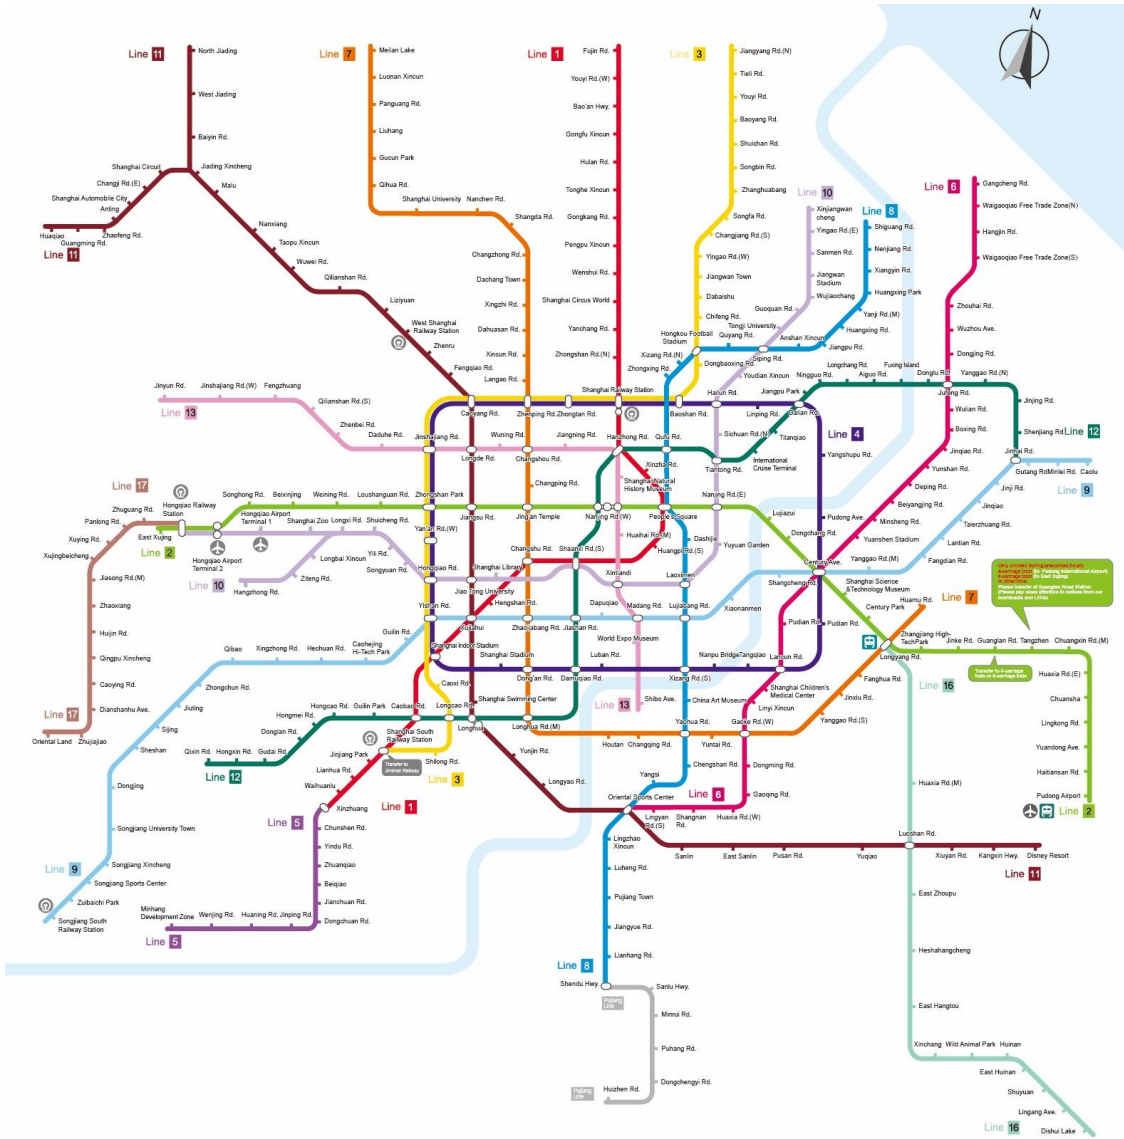 N
Line 11
North Jiading
West Jiading
Baiyin Rd.
Jiading Xincheng
Malu
Nanxiang
Taopu Xincun
Wuwei Rd.
Qilianshan Rd.
Liziyuan
West Shanghai
Railway Station
Zhenru
Fengqiao Rd.
Shanghai Circuit
Changji Rd.(E)
Shanghai Automobile City
Anting
Zhaofeng Rd.
Guangming Rd.
Huaqiao
Line 11
Line 7
Meilan Lake
Luonan Xincun
Panguang Rd.
Liuhang
Gucun Park
Qihua Rd.
Shanghai University
Nanchen Rd.
Shangda Rd.
Changzhong Rd.
Dachang Town
Xingzhi Rd.
Dahuasan Rd.
Xincun Rd.
Langao Rd.
Line 1
Fujin Rd.
Youyi Rd.(W)
Bao'an Hwy.
Gongfu Xincun
Hulan Rd.
Tonghe Xincun
Gongkang Rd.
Pengpu Xincun
Wenshui Rd.
Shanghai Circus World
Yanchang Rd.
Zhongshan Rd.(N)
Shanghai Railway Station
Line 3
Jiangyang Rd.(N)
Tieli Rd.
Youyi Rd.
Baoyang Rd.
Shuichan Rd.
Songbin Rd.
Zhanghuabang
Songfa Rd.
Changjiang Rd.(S)
Yingao Rd.(W)
Jiangwan Town
Dabaishu
Chifeng Rd.
Hongkou Football
Stadium
Dongbaoxing Rd.
Baoshan Rd.
Line 10
Xinjiangwan
cheng
Yingao Rd.(E)
Sanmen Rd.
Jiangwan
Stadium
Wujiaochang
Guoquan Rd.
Tongji University
Siping Rd.
Youdian Xincun
Hailun Rd.
Line 8
Shiguang Rd.
Nenjiang Rd.
Xiangyin Rd.
Huangxing Park
Yanji Rd.(M)
Huangxing Rd.
Jiangpu Rd.
Anshan Xincun
Quyang Rd.
Xizang Rd.(N)
Zhongxing Rd.
Line 6
Gangcheng Rd.
Waigaoqiao Free Trade Zone(N)
Hangjin Rd.
Waigaoqiao Free Trade Zone(S)
Zhouhai Rd.
Wuzhou Ave.
Dongjing Rd.
Jufeng Rd.
Wulian Rd.
Boxing Rd.
Jinqiao Rd.
Yunshan Rd.
Deping Rd.
Beiyangjing Rd.
Minsheng Rd.
Yuanshen Stadium
Century Ave.
Longchang Rd.
Fuxing Island
Ningguo Rd.
Aiguo Rd.
Donglu Rd.
Yanggao Rd.(N)
Jinjing Rd.
Shenjiang Rd.
Line 12
Jinhai Rd.
Gutang Rd.
Minlei Rd.
Caolu
Line 9
Jinji Rd.
Jinqiao
Taierzhuang Rd.
Lantian Rd.
Fangdian Rd.
Yanggao Rd.(M)
Jiangpu Park
Dalian Rd.
Linping Rd.
Tilanqiao
International
Cruise Terminal
Tiantong Rd.
Line 4
Yangshupu Rd.
Pudong Ave.
Jinyun Rd.
Jinshajiang Rd.(W)
Fengzhuang
Line 13
Qilianshan Rd.(S)
Zhenbei Rd.
Daduhe Rd.
Jinshajiang Rd.
Caoyang Rd.
Zhenping Rd.
Zhongtan Rd.
Longde Rd.
Wuning Rd.
Changshou Rd.
Jiangning Rd.
Hanzhong Rd.
Qufu Rd.
Sichuan Rd.(N)
Xinzha Rd.
Changping Rd.
Shanghai Natural
History Museum
Nanjing Rd.(E)
Lujiazui
Dongchang Rd.
Line 17
Zhuguang Rd.
Panlong Rd.
Xuying Rd.
Xujingbeicheng
Jiasong Rd.(M)
Zhaoxiang
Huijin Rd.
Qingpu Xincheng
Caoying Rd.
Dianshanhu Ave.
Line 17
Oriental Land
Zhujiajiao
Hongqiao Railway
Station
East Xujing
Line 2
Songhong Rd.
Beixinjing
Weining Rd.
Loushanguan Rd.
Zhongshan Park
Jiangsu Rd.
Jing'an Temple
Nanjing Rd.(W)
People's Square
Hongqiao Airport
Terminal 1
Shanghai Zoo
Longxi Rd.
Shuicheng Rd.
Yan'an Rd.(W)
Hongqiao Airport
Terminal 2
Line 10
Hangzhong Rd.
Ziteng Rd.
Longbai Xincun
Yili Rd.
Songyuan Rd.
Hongqiao Rd.
Jiao Tong University
Shanghai Library
Changshu Rd.
Shaanxi Rd.(S)
Huaihai Rd.(M)
Huangpi Rd.(S)
Dashijie
Yuyuan Garden
Xintiandi
Laoximen
Hengshan Rd.
Dapuqiao
Madang Rd.
Lujiabang Rd.
Xiaonanmen
Shangcheng Rd.
Shanghai Science
&Technology Museum
Century Park
Huamu Rd.
Line 7
Only arrived during prescribed hours:
Yishan Rd.
Xujiahui
Zhaojiabang Rd.
Jiashan Rd.
World Expo Museum
Pudian Rd.
Pudian Rd.
Zhangjiang High-
TechPark
Longyang Rd.
Jinke Rd.
Guanglan Rd.
Tangzhen
Chuangxin Rd.(M)
Transfer to 4-carriage
train or 8-carriage train
Huaxia Rd.(E)
Chuansha
Lingkong Rd.
Yuandong Ave.
Haitiansan Rd.
Pudong Airport
Line 2
Guilin Rd.
Caohejing
Hi-Tech Park
Hechuan Rd.
Xingzhong Rd.
Qibao
Zhongchun Rd.
Jiuting
Sijing
Sheshan
Dongjing
Songjiang University Town
Songjiang Xincheng
Line 9
Songjiang Sports Center
Zuibaichi Park
Songjiang South
Railway Station
Shanghai Indoor Stadium
Shanghai Stadium
Dong'an Rd.
Damuqiao Rd.
Luban Rd.
Xizang Rd.(S)
Nanpu Bridge
Tangqiao
Lancun Rd.
Shanghai Children's
Medical Center
Linyi Xincun
Gaoke Rd.(W)
Dongming Rd.
Gaoqing Rd.
Fanghua Rd.
Jinxiu Rd.
Yanggao Rd.(S)
Line 16
Caoxi Rd.
Longcao Rd.
Caobao Rd.
Shanghai Swimming Center
Longhua
Longhua Rd.(M)
Line 13
Shibo Ave.
China Art Museum
Yaohua Rd.
Houtan
Changqing Rd.
Yuntai Rd.
Chengshan Rd.
Yangsi
Oriental Sports Center
Line 6
Lingyan
Rd.(S)
Shangnan
Rd.
Huaxia Rd.(W)
Guilin Park
Hongcao Rd.
Hongmei Rd.
Donglan Rd.
Gudai Rd.
Hongxin Rd.
Qixin Rd.
Line 12
Shanghai South
Railway Station
Transfer to
Jinshan Railway
Shilong Rd.
Line 3
Jinjiang Park
Lianhua Rd.
Waihuanlu
Xinzhuang
Line 1
Line 5
Chunshen Rd.
Yindu Rd.
Zhuanqiao
Beiqiao
Jianchuan Rd.
Dongchuan Rd.
Jinping Rd.
Huaning Rd.
Wenjing Rd.
Minhang
Development Zone
Line 5
Yunjin Rd.
Longyao Rd.
Sanlin
East Sanlin
Pusan Rd.
Yuqiao
Luoshan Rd.
Xiuyan Rd.
Kangxin Hwy.
Disney Resort
Line 11
Huaxia Rd.(M)
East Zhoupu
Heshahangcheng
East Hangtou
Xinchang
Wild Animal Park
Huinan
East Huinan
Shuyuan
Lingang Ave.
Dishui Lake
Line 16
Lingzhao
Xincun
Luheng Rd.
Pujiang Town
Jiangyue Rd.
Lianhang Rd.
Line 8
Shendu Hwy.
Pujiang
Line
Sanlu Hwy.
Minrui Rd.
Puhang Rd.
Dongchengyi Rd.
Huizhen Rd.
Pujiang
Line